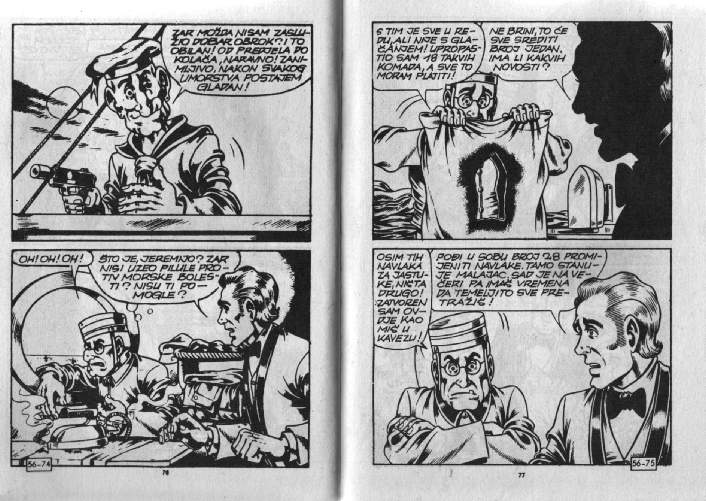 ZAR MOŽDA NISAM ZASLU-
ŽIO DOBAR OBROK? I TO
OBILAN! OD PREDJELA DO
KOLAČA, NARAVNO! ZANI-
MLJIVO, NAKON SVAKOG
UMORSTVA POSTAJEM
GLADAN!
OH! OH! OH!
ŠTO JE, JEREMIJO? ZAR
NISI UZEO PILULE PRO-
TIV MORSKE BOLES-
TI? NISU TI PO-
MOGLE?
56-74
76
S TIM JE SVE U RE-
DU, ALI NIJE S GLA-
ČANJEM! UPROPAS-
TIO SAM 18 TAKVIH
KOMADA, A SVE TO
MORAM PLATITI!
NE BRINI, TO ĆE
SVE SREDITI
BROJ JEDAN,
IMA LI KAKVIH
NOVOSTI?
OSIM TIH
NAVLAKA
ZA JASTU-
KE, NIŠTA
DRUGO!
ZATVOREN
SAM OV-
DJE KAO
MIŠ U
KAVEZU!
POĐI U SOBU BROJ 28 PROMI-
JENITI NAVLAKE. TAMO STANU-
JE MALAJAC. SAD JE NA VE-
ČERI PA IMAŠ VREMENA
DA TEMELJITO SVE PRE-
TRAŽIŠ!
56-75
77